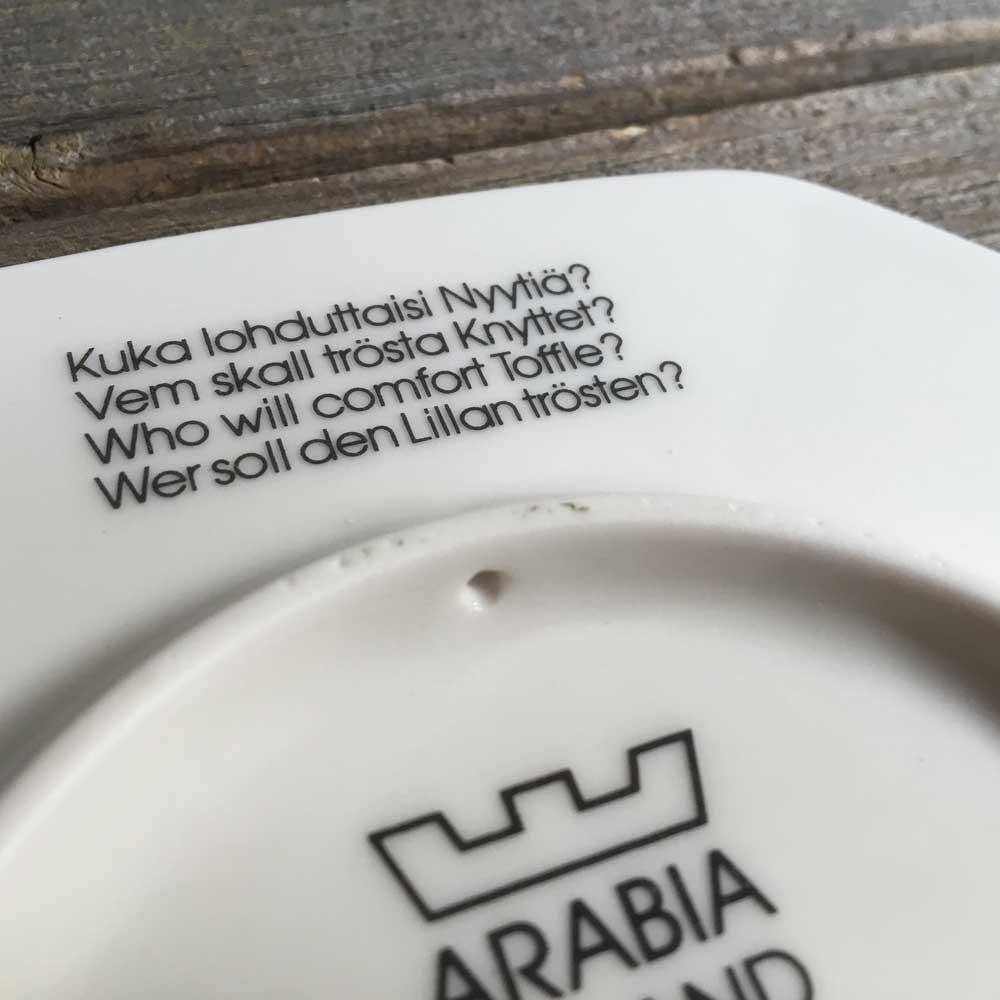 Kuka lohduttaisi Nyytiä?
Vem skall trösta Knyttet?
Who will comfort Toffle?
Wer soll den Lillan trösten?
ARABIA